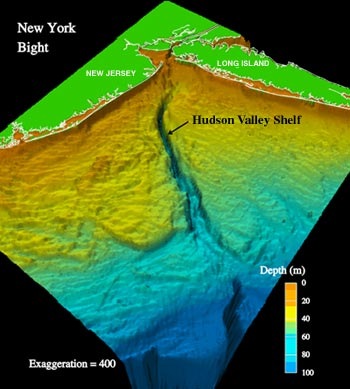 New York
Bight
LONG ISLAND
NEW JERSEY
Hudson Valley Shelf
Depth (m)
0
20
40
60
80
100
Exaggeration = 400